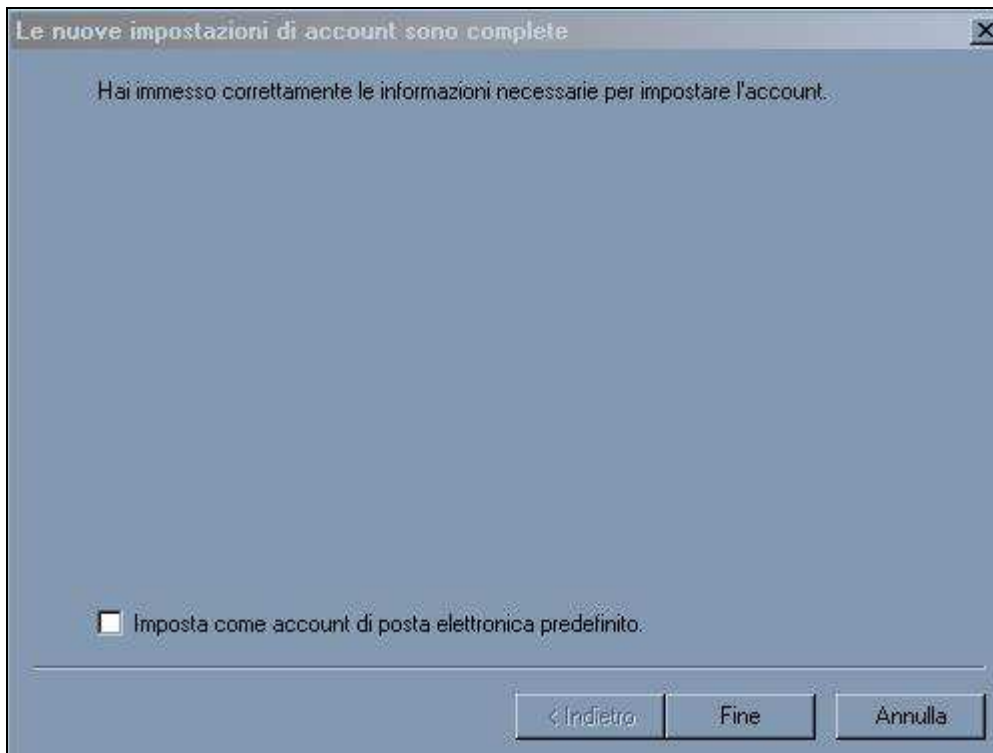 Le nuove impostazioni di account sono complete
Hai immesso correttamente le informazioni necessarie per impostare l'account.
Imposta come account di posta elettronica predefinito.
< Indietro Fine Annulla